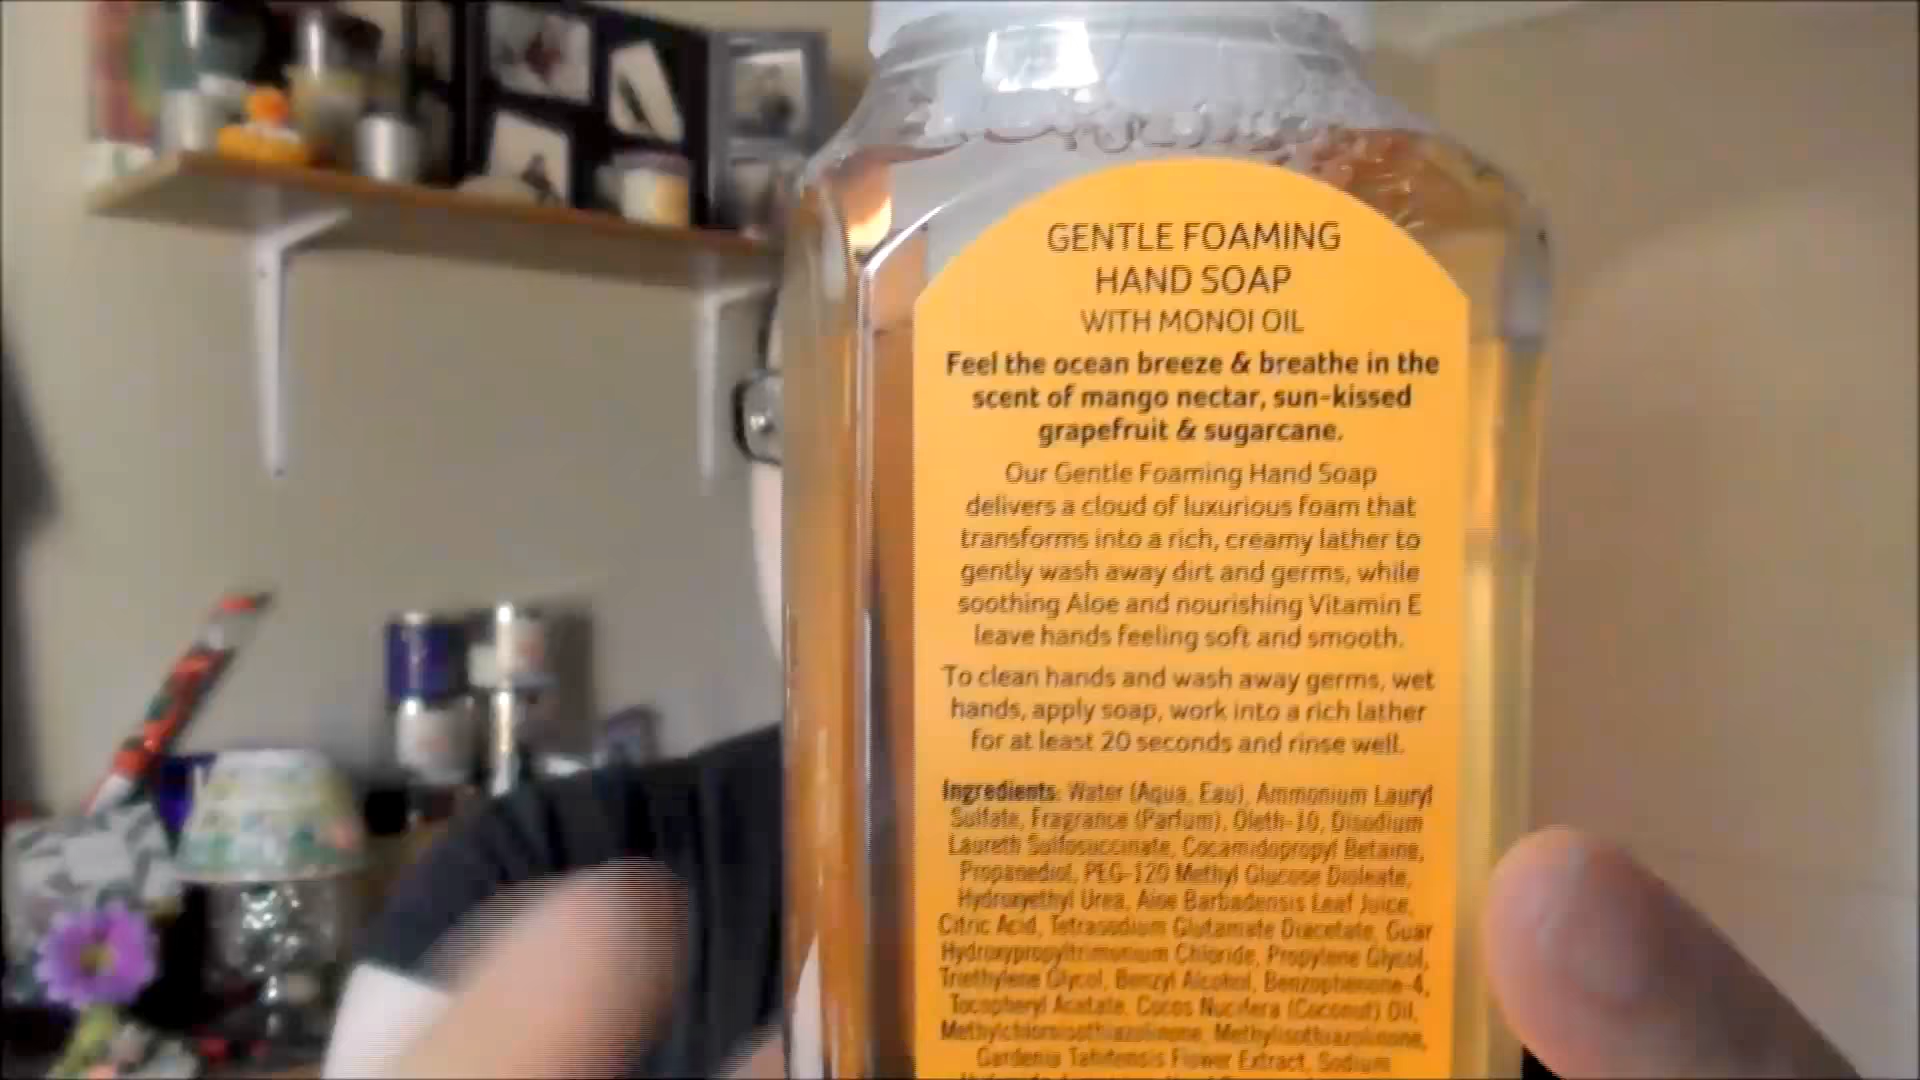 GENTLE FOAMING
HAND SOAP
WITH MONOI OIL
Feel the ocean breeze & breathe in the
scent of mango nectar, sun-kissed
grapefruit & sugarcane.
Our Gentle Foaming Hand Soap
delivers a cloud of luxurious foam that
transforms into a rich, creamy lather to
gently wash away dirt and germs, while
soothing Aloe and nourishing Vitamin E
leave hands feeling soft and smooth.
To clean hands and wash away germs, wet
hands, apply soap, work into a rich lather
for at least 20 seconds and rinse well.
Ingredients: Water (Aqua, Eau), Ammonium Lauryl
Sulfate, Fragrance (Parfum), Oleth-10, Disodium
Laureth Sulfosuccinate, Cocamidopropyl Betaine,
Propanediol, PEG-120 Methyl Glucose Dioleate,
Hydroxyethyl Urea, Aloe Barbadensis Leaf Juice,
Citric Acid, Tetrasodium Glutamate Diacetate, Guar
Hydroxypropyltrimonium Chloride, Propylene Glycol,
Triethylene Glycol, Benzyl Alcohol, Benzophenone-4,
Tocopheryl Acetate, Cocos Nucifera (Coconut) Oil,
Methylchloroisothiazolinone, Methylisothiazolinone,
Gardenia Tahitensis Flower Extract, Sodium